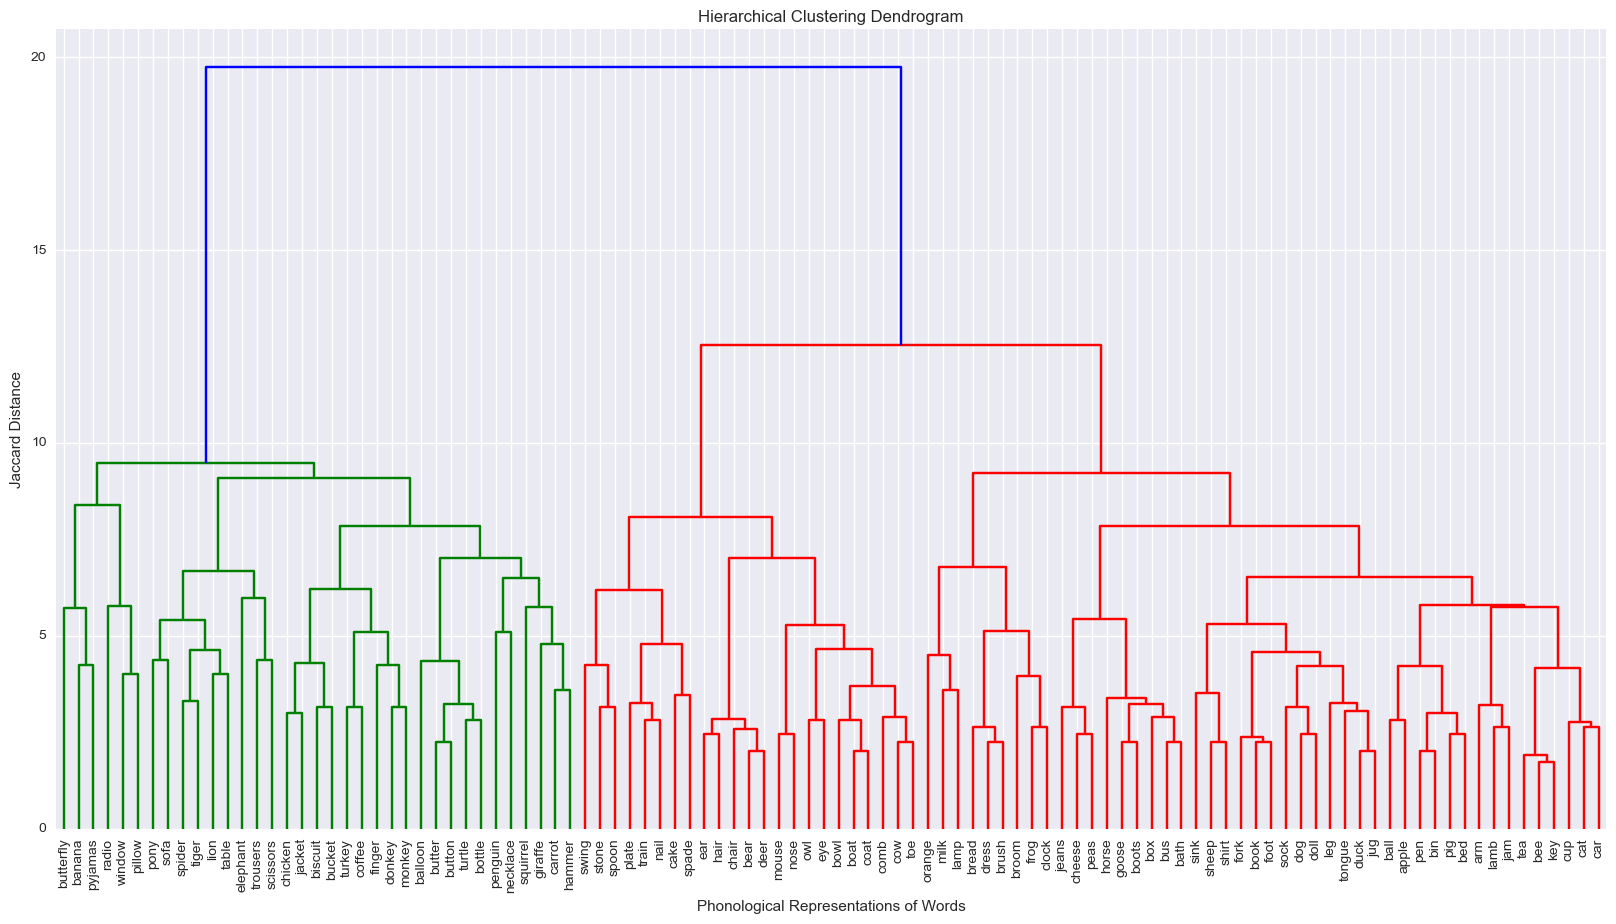 Hierarchical Clustering Dendrogram
20
15
10
5
0
Jaccard Distance
butterfly
banana
pyjamas
radio
window
pillow
pony
sofa
spider
tiger
lion
table
elephant
trousers
scissors
chicken
jacket
biscuit
bucket
turkey
coffee
finger
donkey
monkey
balloon
butter
button
turtle
bottle
penguin
necklace
squirrel
giraffe
carrot
hammer
swing
stone
spoon
plate
train
nail
cake
spade
ear
hair
chair
bear
deer
mouse
nose
owl
eye
bowl
boat
coat
comb
cow
toe
orange
milk
lamp
bread
dress
brush
broom
frog
clock
jeans
cheese
peas
horse
goose
boots
box
bus
bath
sink
sheep
shirt
fork
book
foot
sock
dog
doll
leg
tongue
duck
jug
ball
apple
pen
bin
pig
bed
arm
lamb
jam
tea
bee
key
cup
cat
car
Phonological Representations of Words